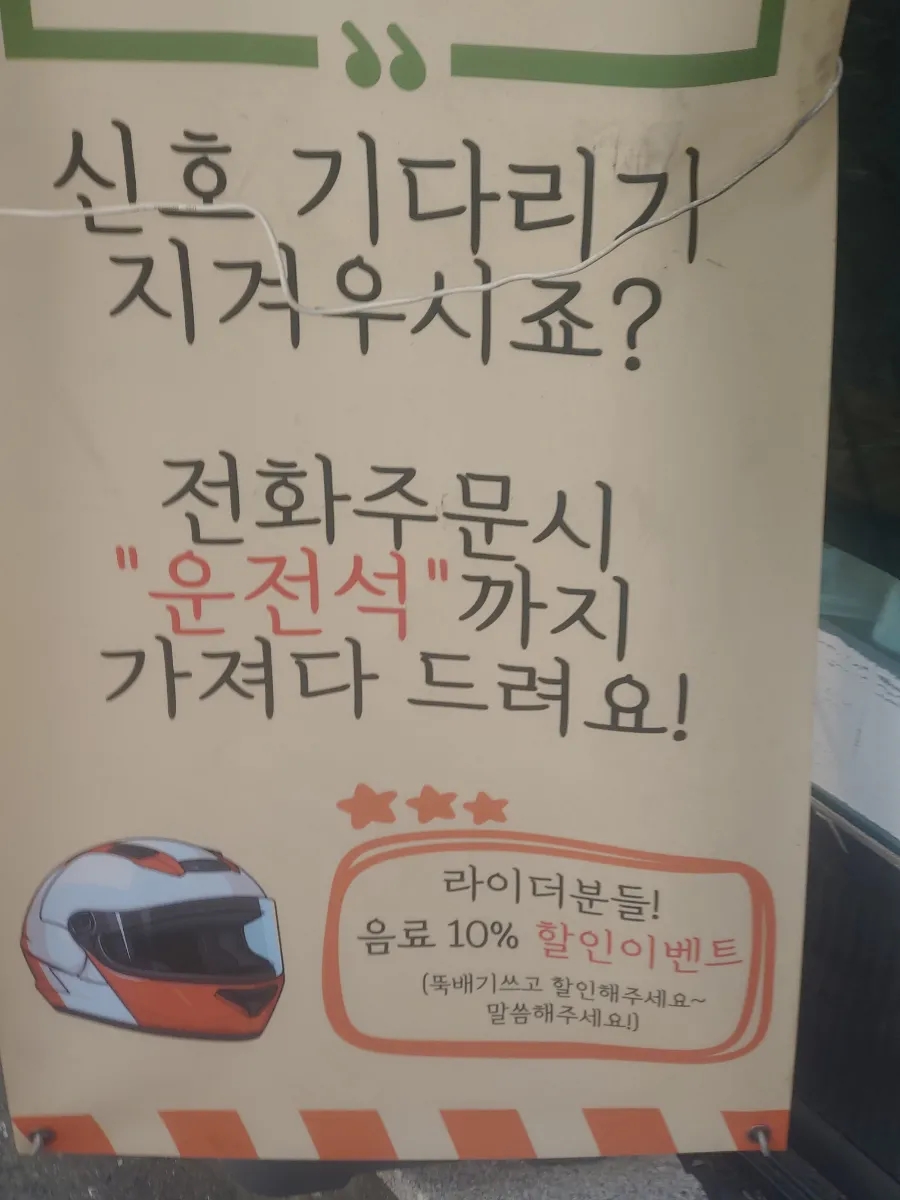 신호 기다리기
지겨우시죠?
전화주문시
"운전석"까지
가져다 드려요!
라이더분들!
음료 10% 할인이벤트
(뚝배기쓰고 할인해주세요~
말씀해주세요!)